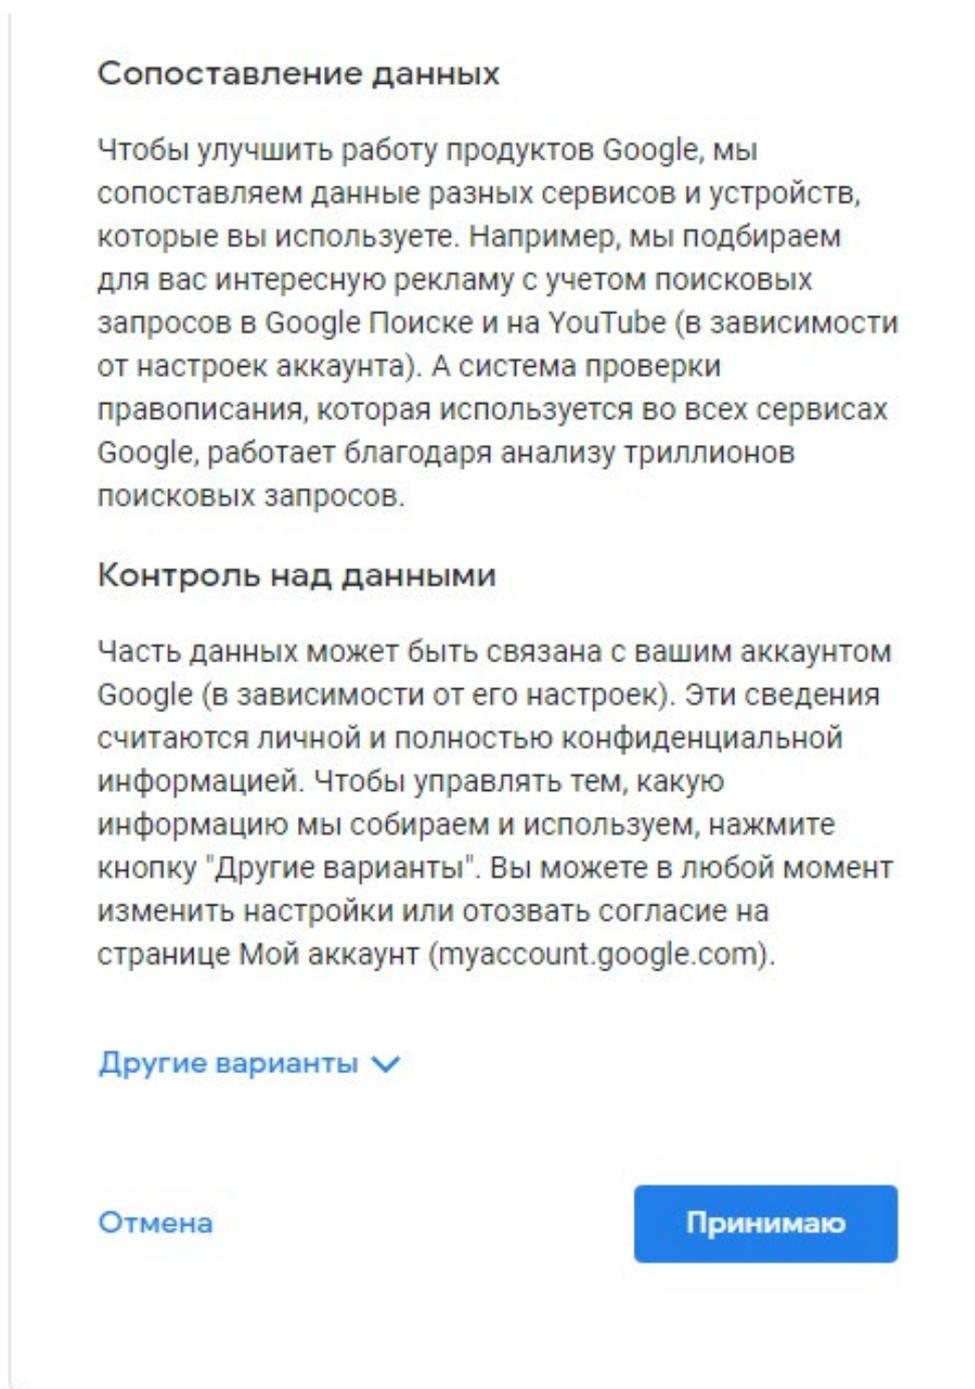 Сопоставление данных
Чтобы улучшить работу продуктов Google, мы
сопоставляем данные разных сервисов и устройств,
которые вы используете. Например, мы подбираем
для вас интересную рекламу с учетом поисковых
запросов в Google Поиске и на YouTube (в зависимости
от настроек аккаунта). А система проверки
правописания, которая используется во всех сервисах
Google, работает благодаря анализу триллионов
поисковых запросов.
Контроль над данными
Часть данных может быть связана с вашим аккаунтом
Google (в зависимости от его настроек). Эти сведения
считаются личной и полностью конфиденциальной
информацией. Чтобы управлять тем, какую
информацию мы собираем и используем, нажмите
кнопку "Другие варианты". Вы можете в любой момент
изменить настройки или отозвать согласие на
странице Мой аккаунт (myaccount.google.com).
Другие варианты
Отмена
Принимаю